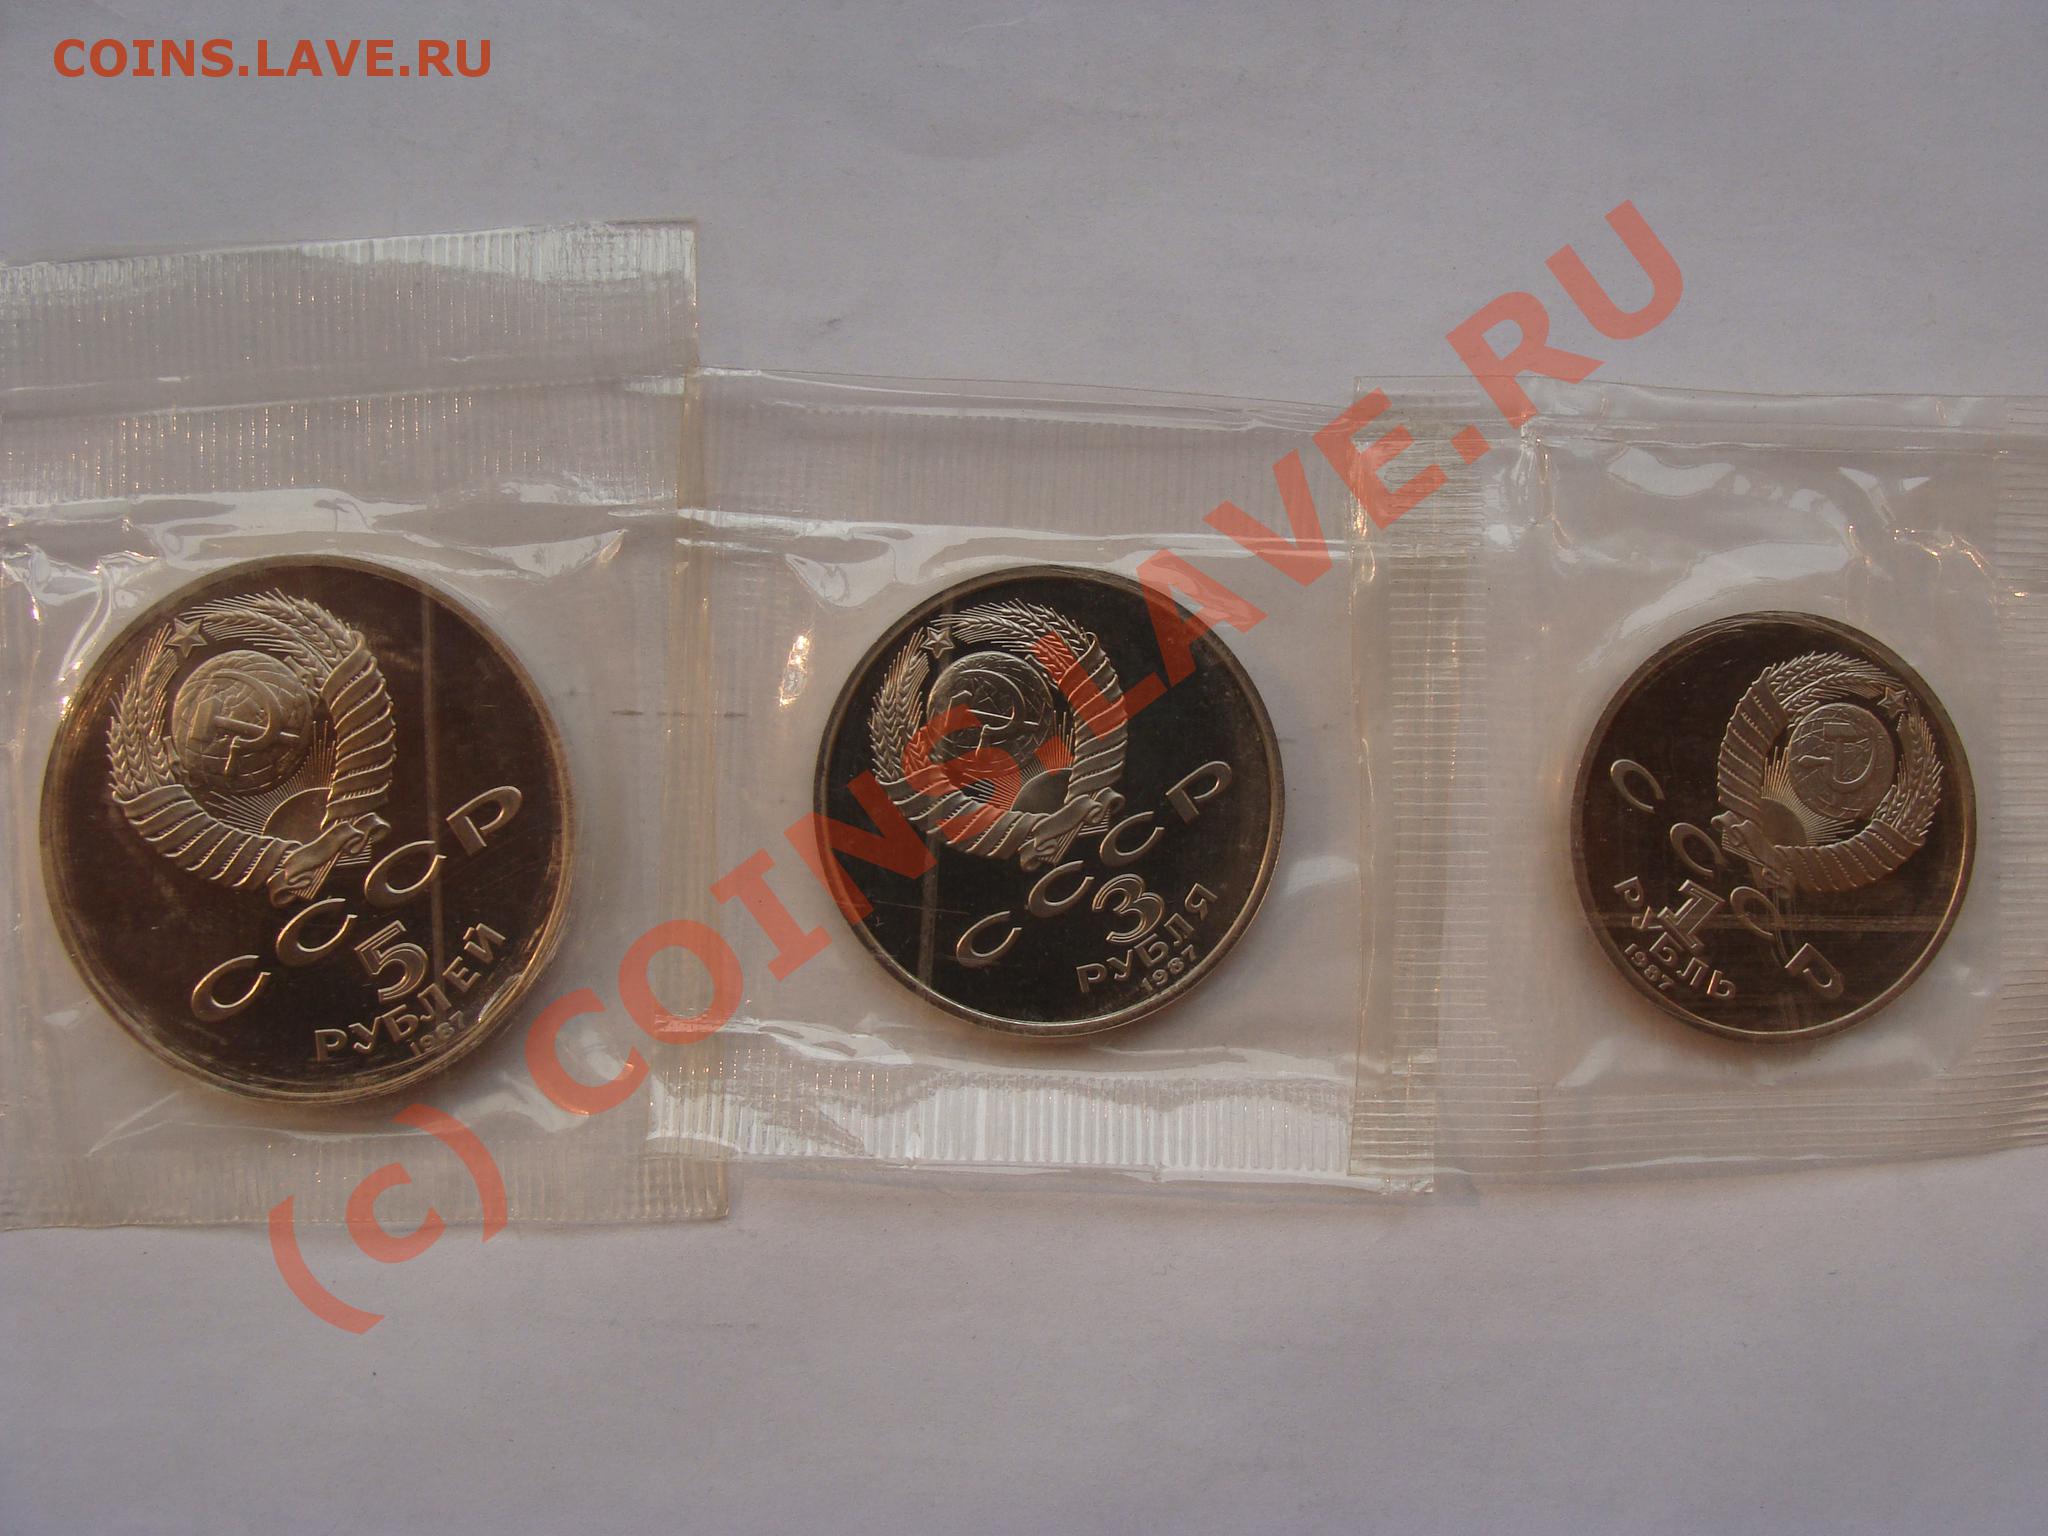 COINS.LAVE.RU
СССР
5
РУБЛЕЙ
1987
СССР
3
РУБЛЯ
1987
СССР
1
РУБЛЬ
1987
(c) COINS.LAVE.RU